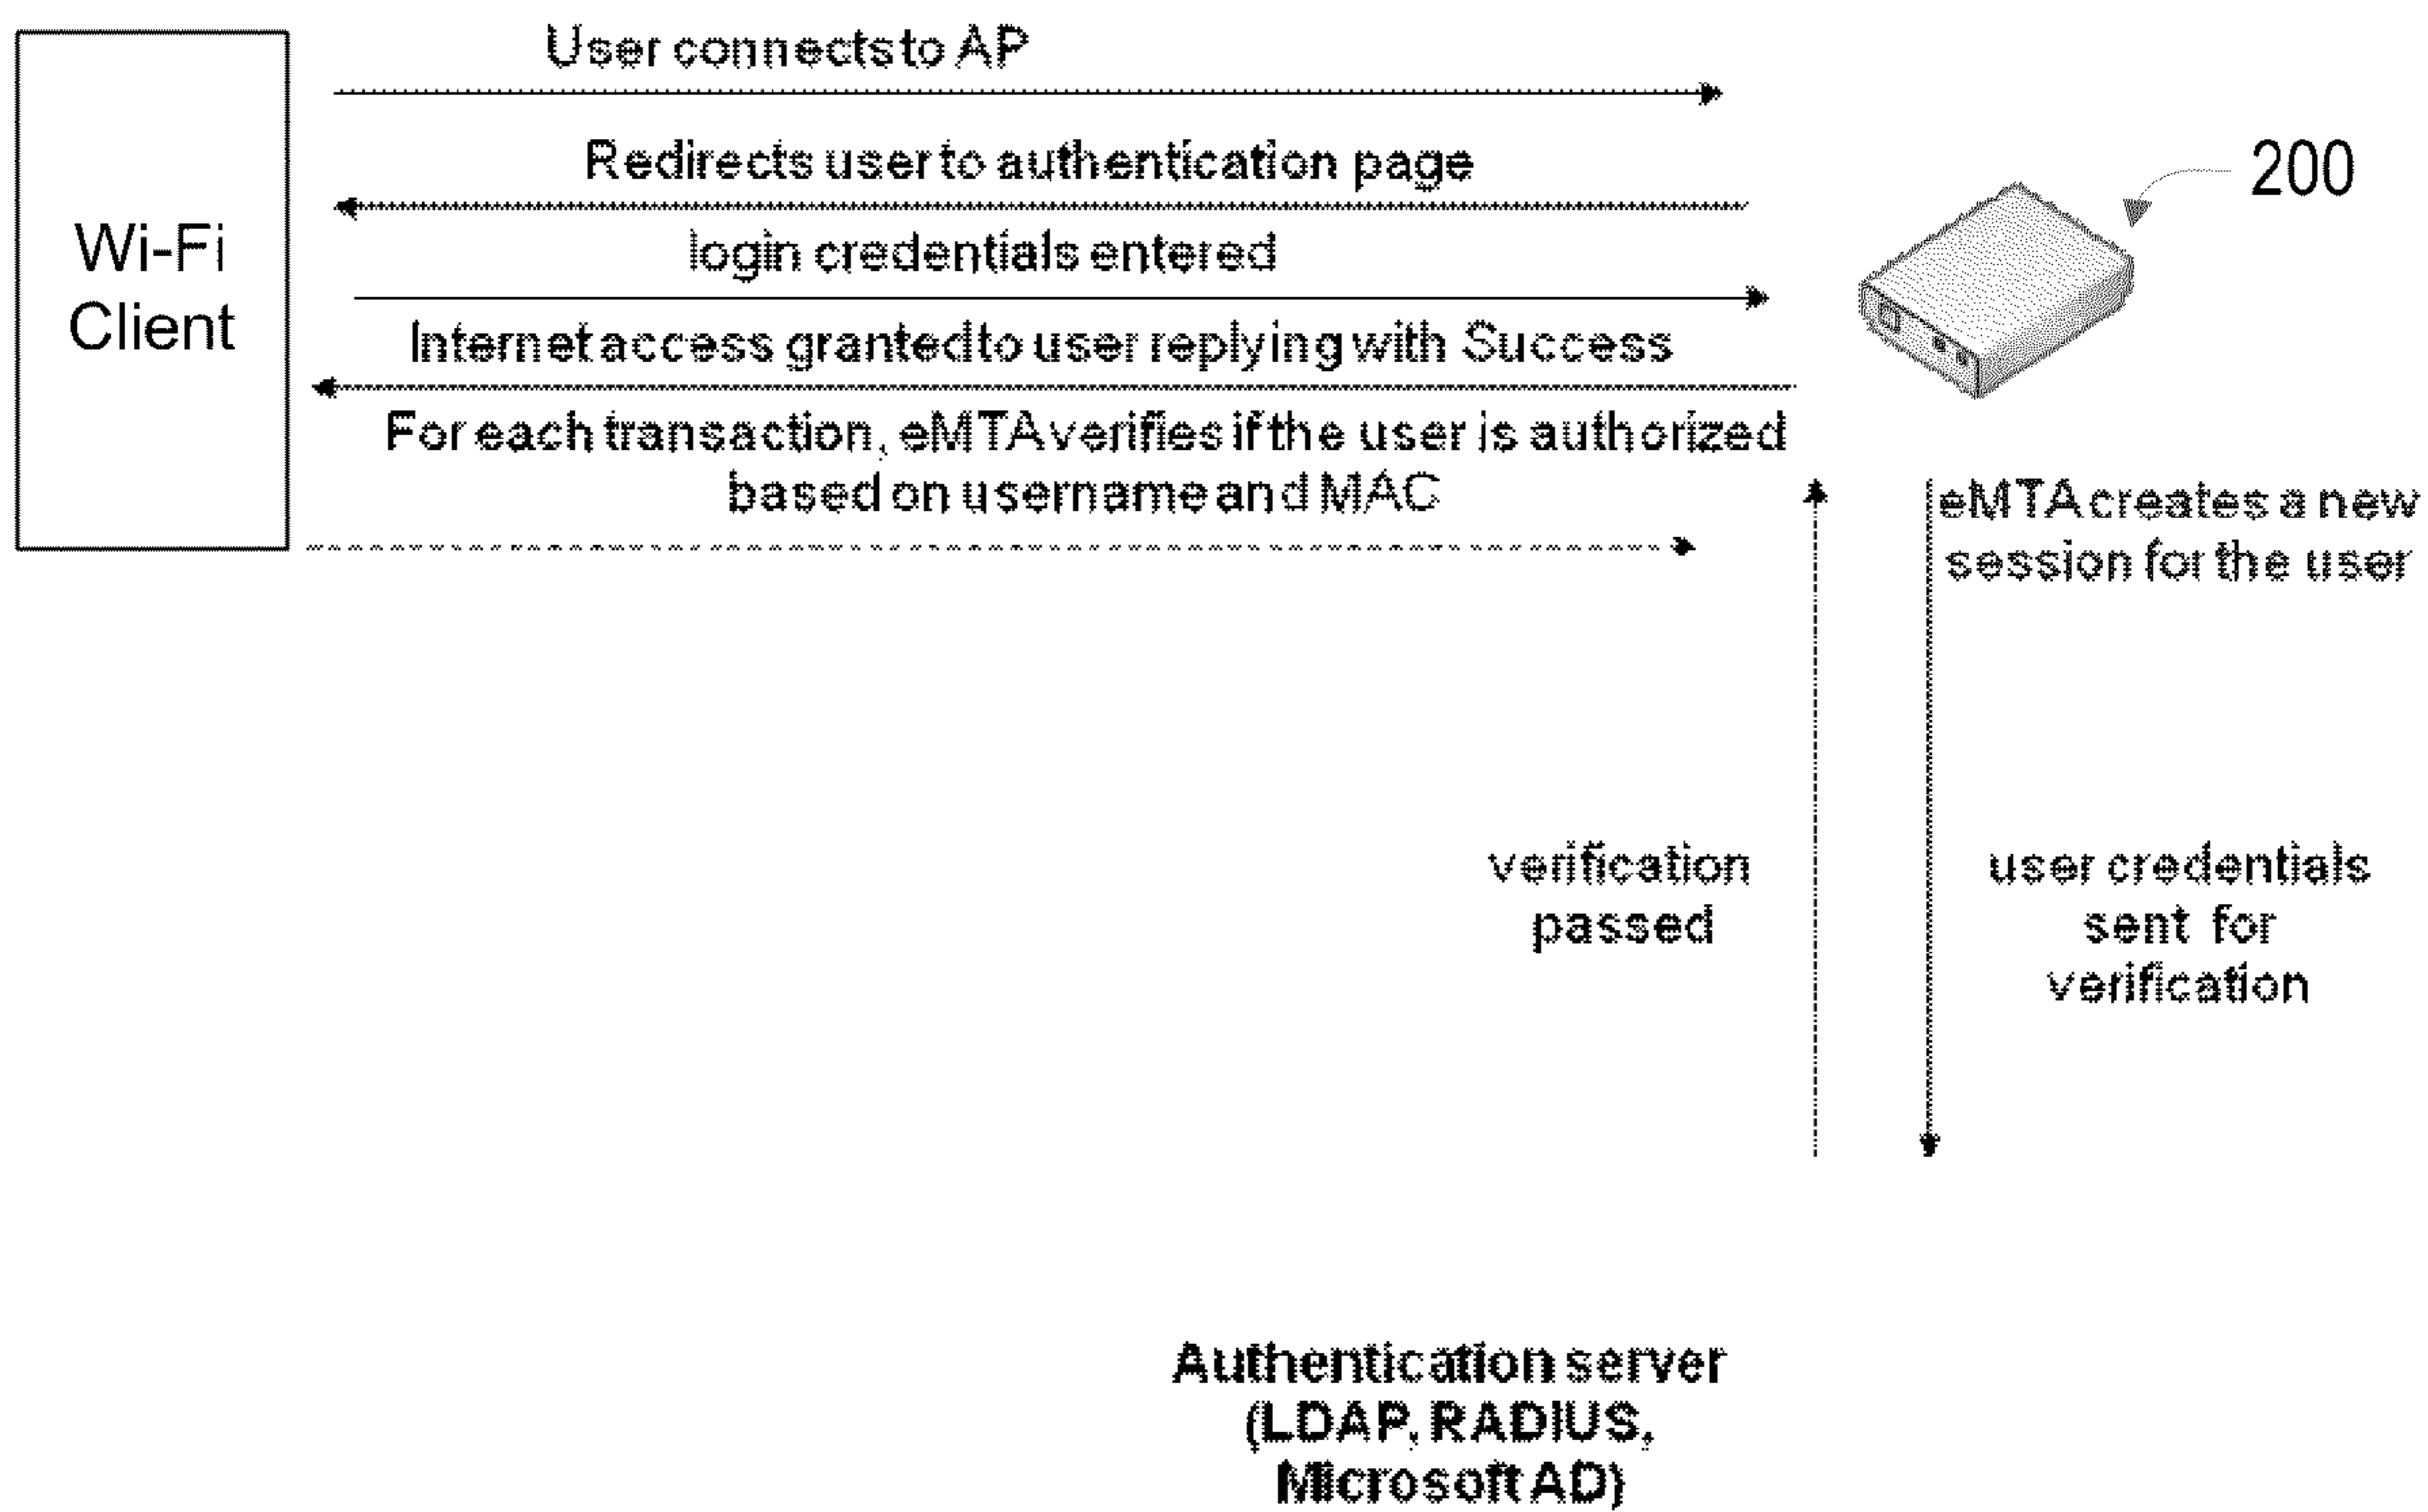 User connects to AP
Redirects user to authentication page
200
Wi-Fi
Client
login credentials entered
Internet access granted to user replying with Success
For each transaction, eMTA verifies if the user is authorized
based on username and MAC
eMTA creates a new
session for the user
verification
passed
user credentials
sent for
verification
Authentication server
(LDAP, RADIUS,
Microsoft AD)